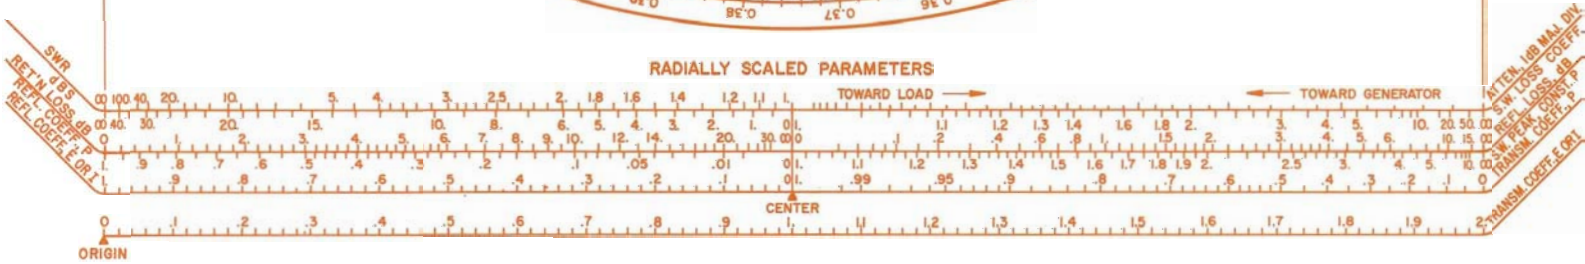 0.38 0.37 0.36
RADIALLY SCALED PARAMETERS
SWR
dBS
RET'N LOSS, dB
REFL. COEFF, P
REFL. COEFF, E OR I
∞ 100 40 20. 10. 5. 4. 3. 2.5 2. 1.8 1.6 1.4 1.2 1.1 1. TOWARD LOAD → ← TOWARD GENERATOR
∞ 40. 30. 20. 15. 10. 8. 6. 5. 4. 3. 2. 1. 0 1. 1.1 1.2 1.3 1.4 1.6 1.8 2. 3. 4. 5. 10. 20. 50. ∞
0 1. 2. 3. 4. 5. 6. 7. 8. 9. 10. 12. 14. 20. 30. ∞ 0 .1 .2 .4 .6 .8 1. 1.5 2. 3. 4. 5. 6. 10. 15. ∞
1. .9 .8 .7 .6 .5 .4 .3 .2 .1 .05 .01 0 1. 1.1 1.2 1.3 1.4 1.5 1.6 1.7 1.8 1.9 2. 2.5 3. 4. 5. 10. ∞
1. .9 .8 .7 .6 .5 .4 .3 .2 .1 0 1. .99 .95 .9 .8 .7 .6 .5 .4 .3 .2 .1 0
ATTEN., 1dB MAJ. DIV.
S.W. LOSS COEFF.
REFL. LOSS, dB
SW. PEAK CONST. P
TRANSM. COEFF, P
TRANSM. COEFF, E OR I
CENTER
0 .1 .2 .3 .4 .5 .6 .7 .8 .9 1. 1.1 1.2 1.3 1.4 1.5 1.6 1.7 1.8 1.9 2.
ORIGIN